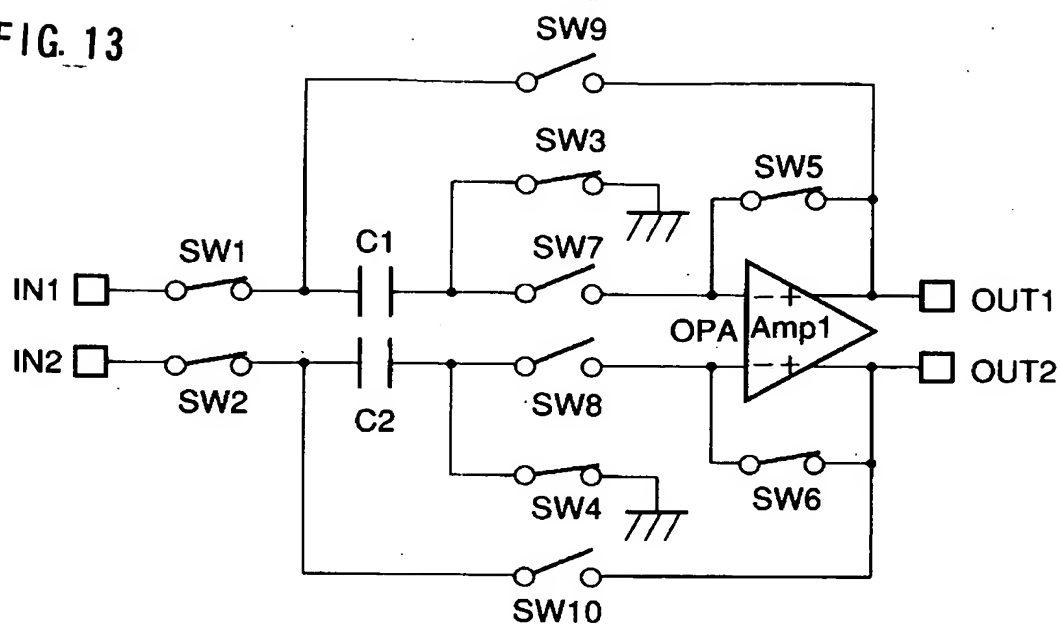 FIG. 13
SW9
SW3
SW5
C1
SW7
SW1
IN1
OUT1
− +
OPA
Amp1
IN2
− +
OUT2
SW2
C2
SW8
SW4
SW6
SW10